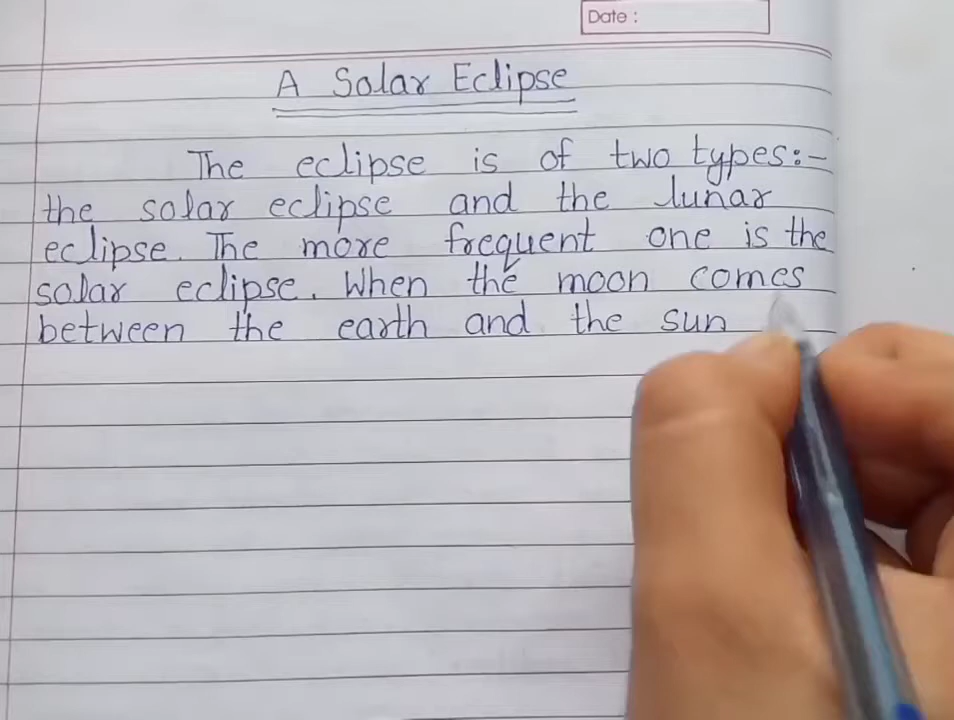 Date :
A Solar Eclipse
The eclipse is of two types:-
the solar eclipse and the lunar
eclipse. The more frequent one is the
solar eclipse. When the moon comes
between the earth and the sun